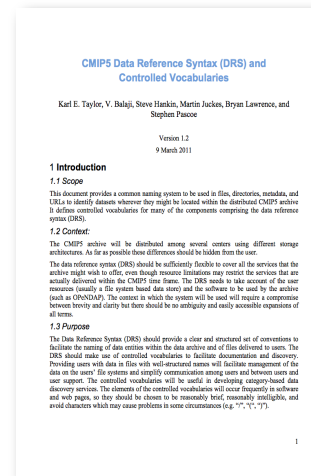 CMIP5 Data Reference Syntax (DRS) and
Controlled Vocabularies
Karl E. Taylor, V. Balaji, Steve Hankin, Martin Juckes, Bryan Lawrence, and
Stephen Pascoe
Version 1.2
9 March 2011
1 Introduction
1.1 Scope
This document provides a common naming system to be used in files, directories, metadata, and
URLs to identify datasets wherever they might be located within the distributed CMIP5 archive
It defines controlled vocabularies for many of the components comprising the data reference
syntax (DRS).
1.2 Context:
The CMIP5 archive will be distributed among several centers using different storage
architectures. As far as possible these differences should be hidden from the user.
The data reference syntax (DRS) should be sufficiently flexible to cover all the services that the
archive might wish to offer, even though resource limitations may restrict the services that are
actually delivered within the CMIP5 time frame. The DRS needs to take account of the user
resources (usually a file system based data store) and the software to be used by the archive
(such as OPeNDAP). The context in which the system will be used will require a compromise
between brevity and clarity but there should be no ambiguity and easily accessible expansions of
all terms.
1.3 Purpose
The Data Reference Syntax (DRS) should provide a clear and structured set of conventions to
facilitate the naming of data entities within the data archive and of files delivered to users. The
DRS should make use of controlled vocabularies to facilitate documentation and discovery.
Providing users with data in files with well-structured names will facilitate management of the
data on the users' file systems and simplify communication among users and between users and
user support. The controlled vocabularies will be useful in developing category-based data
discovery services. The elements of the controlled vocabularies will occur frequently in software
and web pages, so they should be chosen to be reasonably brief, reasonably intelligible, and
avoid characters which may cause problems in some circumstances (e.g. "/", "(", ")").
1